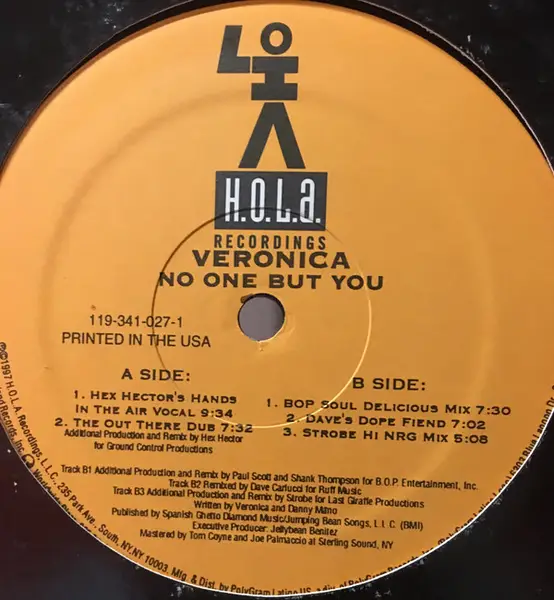 H.O.L.a.
RECORDINGS
VERONICA
NO ONE BUT YOU
119-341-027-1
PRINTED IN THE USA
A SIDE:
1. HEX HECTOR'S HANDS
IN THE AIR VOCAL 9:34
2. THE OUT THERE DUB 7:32
Additional Production and Remix by Hex Hector
for Ground Control Productions
B SIDE:
1. BOP SOUL DELICIOUS MIX 7:30
2. DAVE'S DOPE FIEND 7:02
3. STROBE HI NRG MIX 5:08
Track B1 Additional Production and Remix by Paul Scott and Shank Thompson for B.O.P. Entertainment, Inc.
Track B2 Remixed by Dave Carlucci for Ruff Music
Track B3 Additional Production and Remix by Strobe for Last Giraffe Productions
Written by Veronica and Danny Mano
Published by Spanish Ghetto Diamond Music/Jumping Bean Songs, L.L.C. (BMI)
Executive Producer: Jellybean Benitez
Mastered by Tom Coyne and Joe Palmaccio at Sterling Sound, NY
℗©1997 H.O.L.A. Recordings, L.L.C. 235 Park Ave. South, NY, NY 10003. Mfg. & Dist. by PolyGram Latino US, a div. of PolyGram